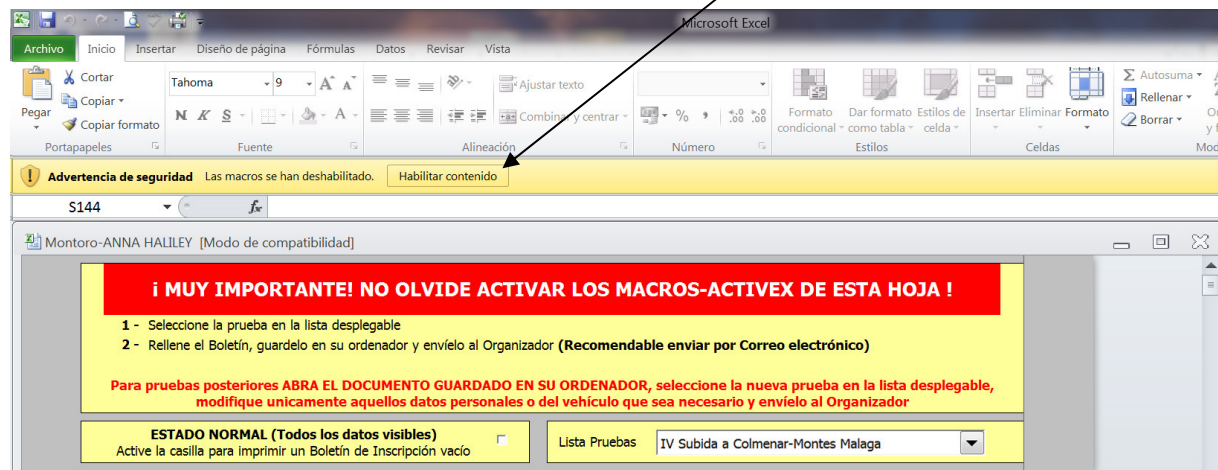 Microsoft Excel
Archivo Inicio Insertar Diseño de página Fórmulas Datos Revisar Vista
Pegar
Cortar
Copiar
Copiar formato
Portapapeles
Tahoma 9 A A
N K S A
Fuente
Ajustar texto
Combinar y centrar
Alineación
% ,00 ,00
Número
Formato condicional
Dar formato como tabla
Estilos de celda
Estilos
Insertar Eliminar Formato
Celdas
Σ Autosuma
Rellenar
Borrar
Advertencia de seguridad Las macros se han deshabilitado. Habilitar contenido
S144 fx
Montoro-ANNA HALILEY [Modo de compatibilidad]
¡ MUY IMPORTANTE! NO OLVIDE ACTIVAR LOS MACROS-ACTIVEX DE ESTA HOJA !
1 - Seleccione la prueba en la lista desplegable
2 - Rellene el Boletín, guardelo en su ordenador y envíelo al Organizador (Recomendable enviar por Correo electrónico)
Para pruebas posteriores ABRA EL DOCUMENTO GUARDADO EN SU ORDENADOR, seleccione la nueva prueba en la lista desplegable,
modifique unicamente aquellos datos personales o del vehículo que sea necesario y envíelo al Organizador
ESTADO NORMAL (Todos los datos visibles)
Active la casilla para imprimir un Boletín de Inscripción vacío
Lista Pruebas IV Subida a Colmenar-Montes Malaga